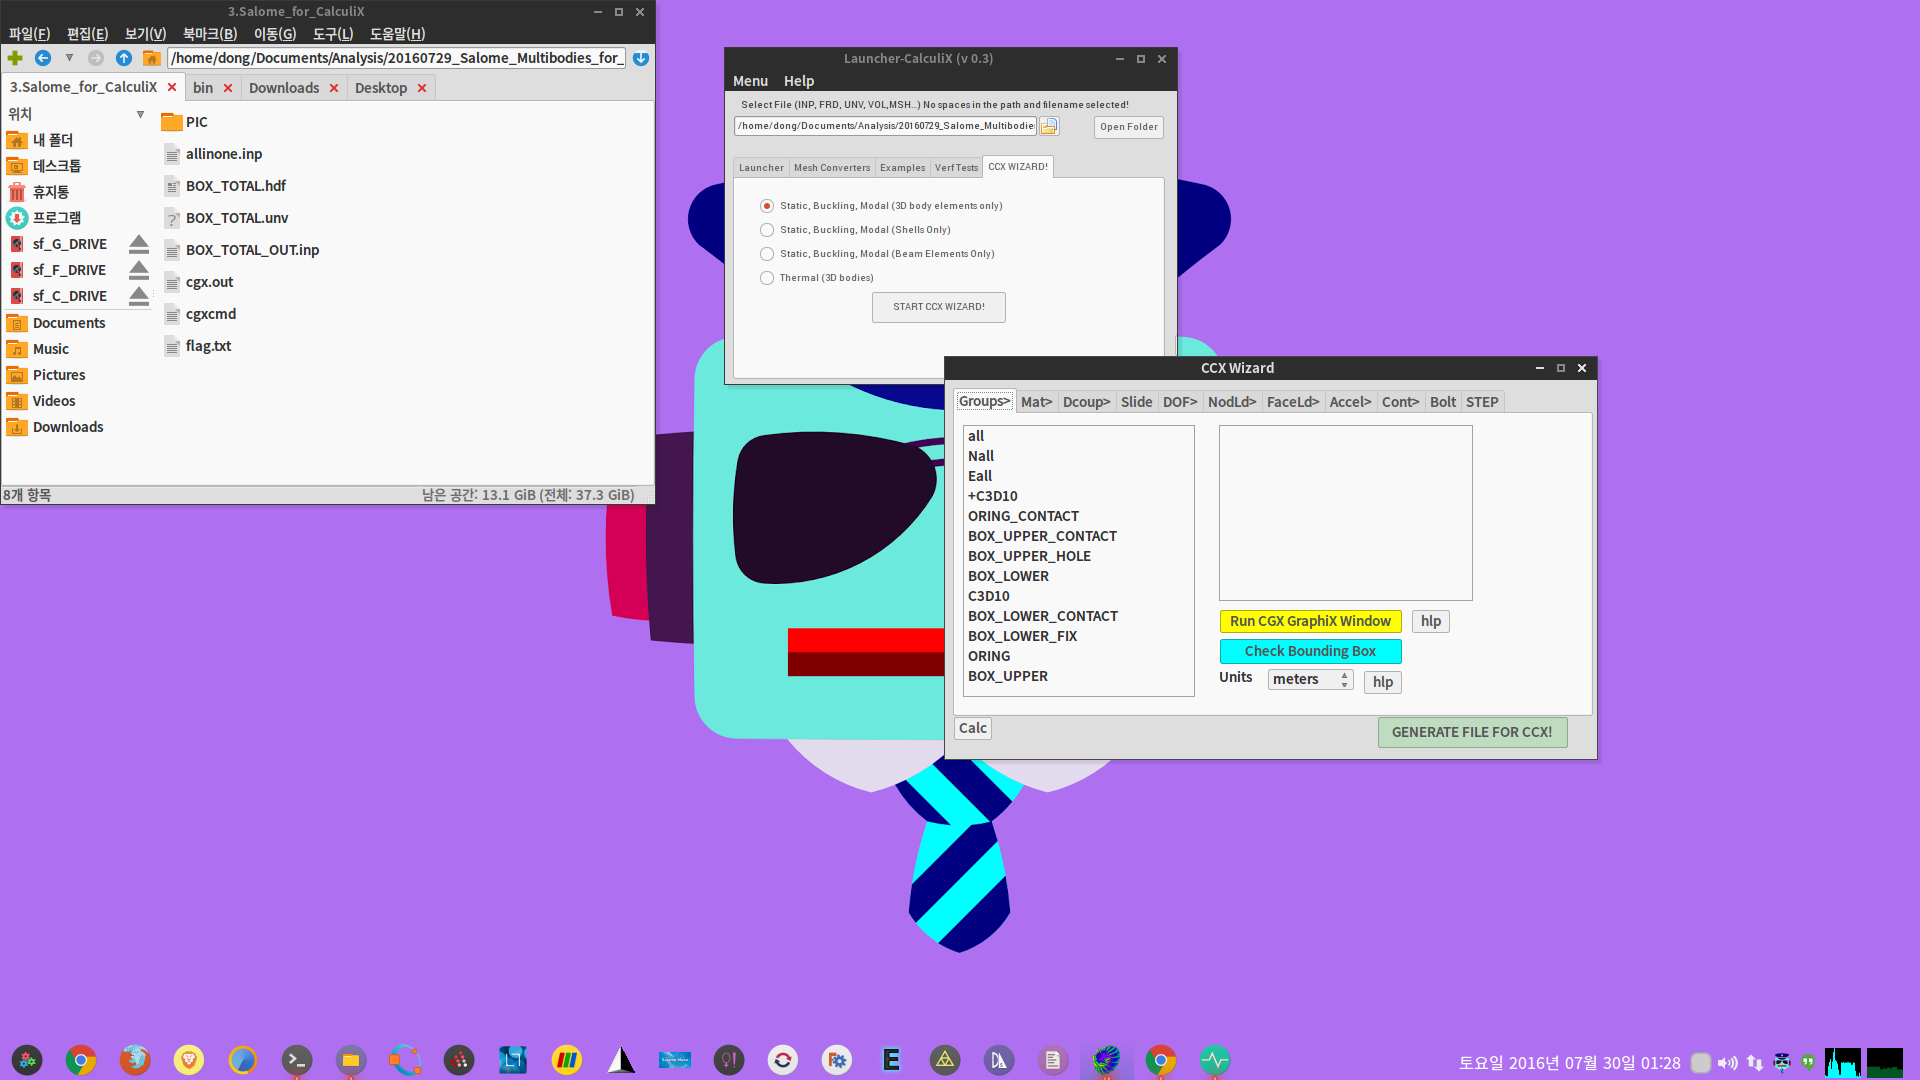 3.Salome_for_CalculiX
파일(F) 편집(E) 보기(V) 북마크(B) 이동(G) 도구(L) 도움말(H)
/home/dong/Documents/Analysis/20160729_Salome_Multibodies_for_
3.Salome_for_CalculiX bin Downloads Desktop
위치
내 폴더
데스크톱
휴지통
프로그램
sf_G_DRIVE
sf_F_DRIVE
sf_C_DRIVE
Documents
Music
Pictures
Videos
Downloads
PIC
allinone.inp
BOX_TOTAL.hdf
BOX_TOTAL.unv
BOX_TOTAL_OUT.inp
cgx.out
cgxcmd
flag.txt
8개 항목
남은 공간: 13.1 GiB (전체: 37.3 GiB)
Launcher-CalculiX (v 0.3)
Menu Help
Select File (INP, FRD, UNV, VOL,MSH...) No spaces in the path and filename selected!
/home/dong/Documents/Analysis/20160729_Salome_Multibodie
Open Folder
Launcher Mesh Converters Examples Verf Tests CCX WIZARD!
Static, Buckling, Modal (3D body elements only)
Static, Buckling, Modal (Shells Only)
Static, Buckling, Modal (Beam Elements Only)
Thermal (3D bodies)
START CCX WIZARD!
CCX Wizard
Groups> Mat> Dcoup> Slide DOF> NodLd> FaceLd> Accel> Cont> Bolt STEP
all
Nall
Eall
+C3D10
ORING_CONTACT
BOX_UPPER_CONTACT
BOX_UPPER_HOLE
BOX_LOWER
C3D10
BOX_LOWER_CONTACT
BOX_LOWER_FIX
ORING
BOX_UPPER
Run CGX GraphiX Window hlp
Check Bounding Box
Units meters hlp
Calc
GENERATE FILE FOR CCX!
토요일 2016년 07월 30일 01:28